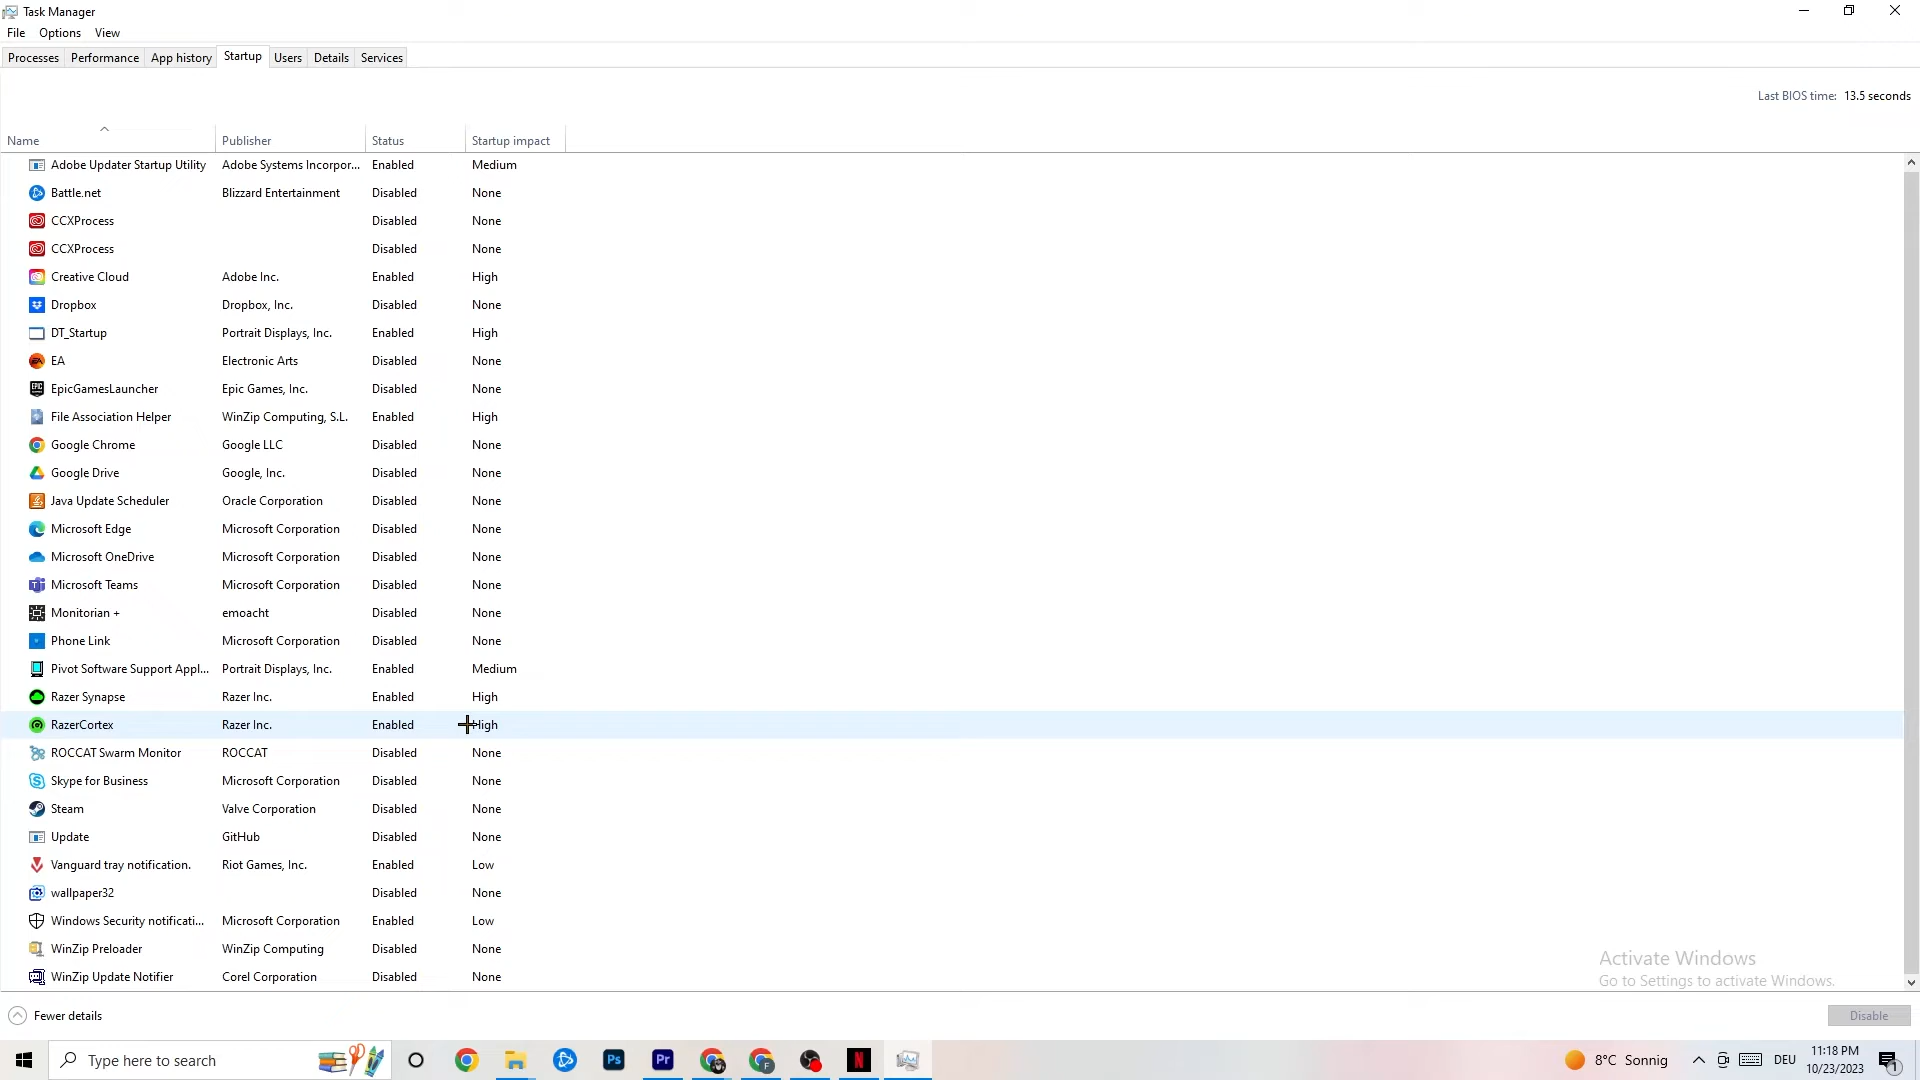 Task Manager
File Options View
Processes Performance App history Startup Users Details Services
Last BIOS time: 13.5 seconds
Name Publisher Status Startup impact
Adobe Updater Startup Utility Adobe Systems Incorpor... Enabled Medium
Battle.net Blizzard Entertainment Disabled None
CCXProcess Disabled None
CCXProcess Disabled None
Creative Cloud Adobe Inc. Enabled High
Dropbox Dropbox, Inc. Disabled None
DT_Startup Portrait Displays, Inc. Enabled High
EA Electronic Arts Disabled None
EpicGamesLauncher Epic Games, Inc. Disabled None
File Association Helper WinZip Computing, S.L. Enabled High
Google Chrome Google LLC Disabled None
Google Drive Google, Inc. Disabled None
Java Update Scheduler Oracle Corporation Disabled None
Microsoft Edge Microsoft Corporation Disabled None
Microsoft OneDrive Microsoft Corporation Disabled None
Microsoft Teams Microsoft Corporation Disabled None
Monitorian + emoacht Disabled None
Phone Link Microsoft Corporation Disabled None
Pivot Software Support Appl... Portrait Displays, Inc. Enabled Medium
Razer Synapse Razer Inc. Enabled High
RazerCortex Razer Inc. Enabled High
ROCCAT Swarm Monitor ROCCAT Disabled None
Skype for Business Microsoft Corporation Disabled None
Steam Valve Corporation Disabled None
Update GitHub Disabled None
Vanguard tray notification. Riot Games, Inc. Enabled Low
wallpaper32 Disabled None
Windows Security notificati... Microsoft Corporation Enabled Low
WinZip Preloader WinZip Computing Disabled None
WinZip Update Notifier Corel Corporation Disabled None
Activate Windows
Go to Settings to activate Windows.
Fewer details Disable
Type here to search Ps Pr F N 8°C Sonnig DEU 11:18 PM
10/23/2023 1